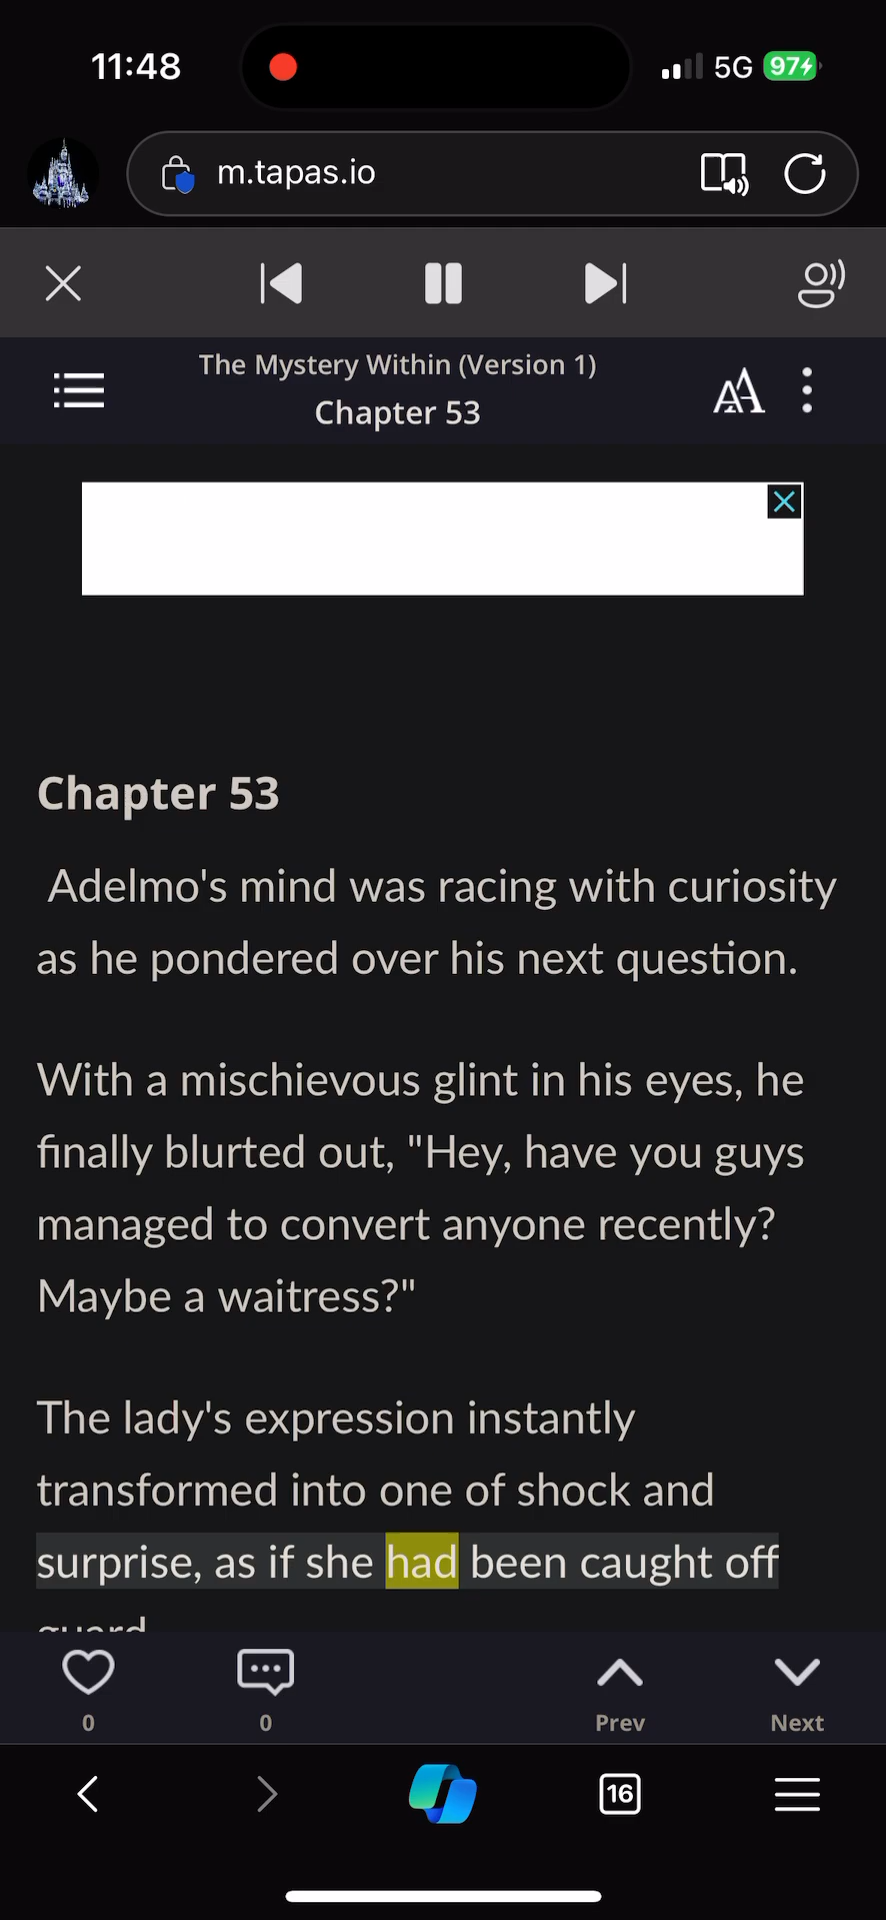 11:48
5G
97
m.tapas.io
The Mystery Within (Version 1)
Chapter 53
AA
Chapter 53
Adelmo's mind was racing with curiosity
as he pondered over his next question.
With a mischievous glint in his eyes, he
finally blurted out, "Hey, have you guys
managed to convert anyone recently?
Maybe a waitress?"
The lady's expression instantly
transformed into one of shock and
surprise, as if she had been caught off
guard
0
0
Prev
Next
16